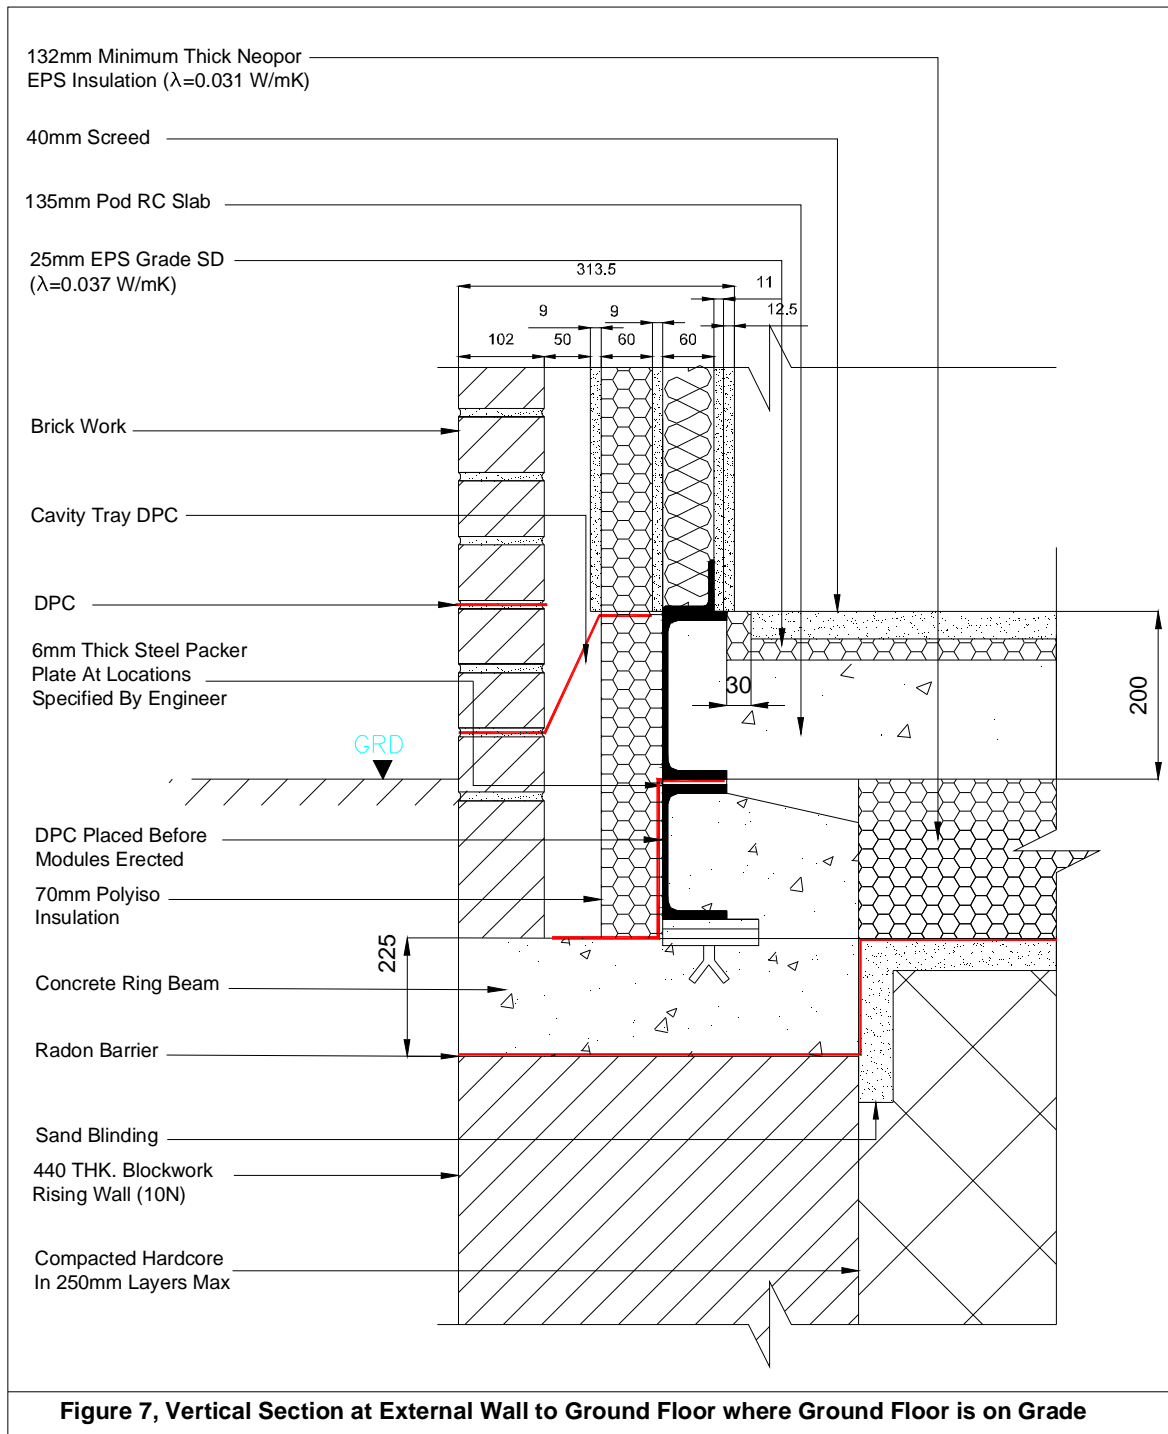 132mm Minimum Thick Neopor
EPS Insulation (λ=0.031 W/mK)
40mm Screed
135mm Pod RC Slab
25mm EPS Grade SD
(λ=0.037 W/mK)
313.5
11
9
9
12.5
102
50
60
60
Brick Work
Cavity Tray DPC
DPC
6mm Thick Steel Packer
Plate At Locations
Specified By Engineer
30
200
GRD
DPC Placed Before
Modules Erected
70mm Polyiso
Insulation
225
Concrete Ring Beam
Radon Barrier
Sand Blinding
440 THK. Blockwork
Rising Wall (10N)
Compacted Hardcore
In 250mm Layers Max
Figure 7, Vertical Section at External Wall to Ground Floor where Ground Floor is on Grade